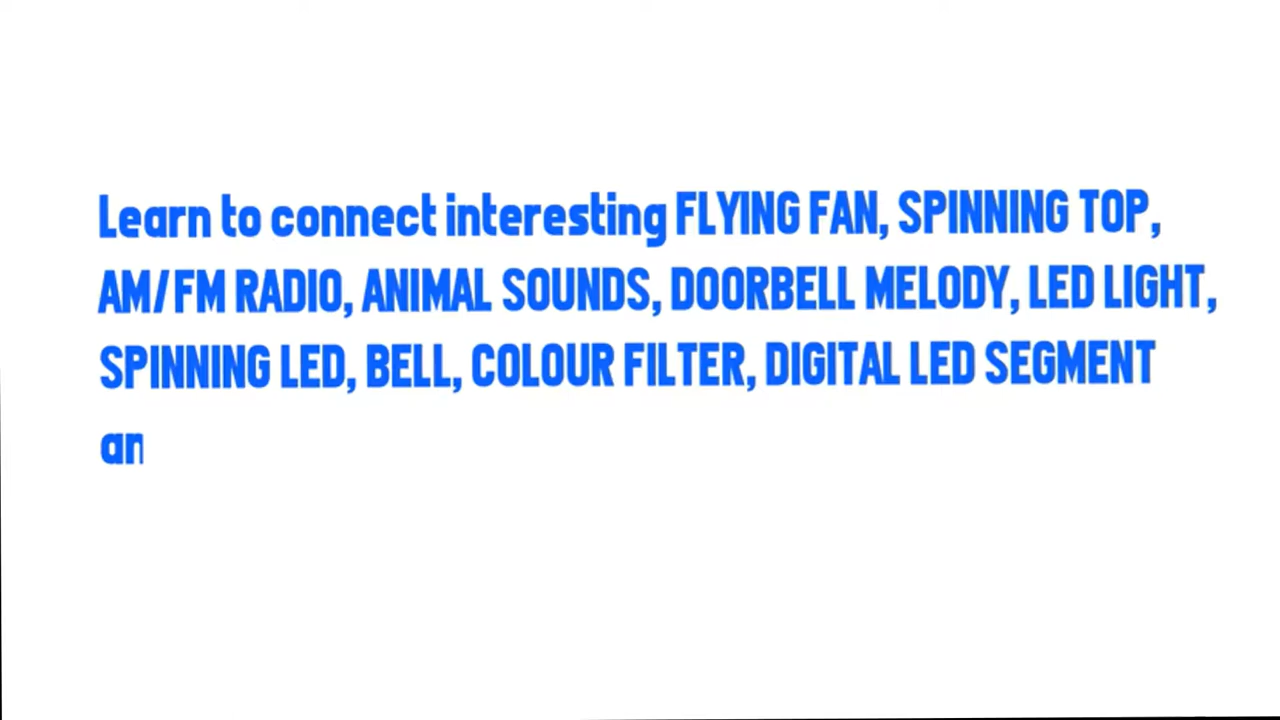 Learn to connect interesting FLYING FAN, SPINNING TOP,
AM/FM RADIO, ANIMAL SOUNDS, DOORBELL MELODY, LED LIGHT,
SPINNING LED, BELL, COLOUR FILTER, DIGITAL LED SEGMENT
an